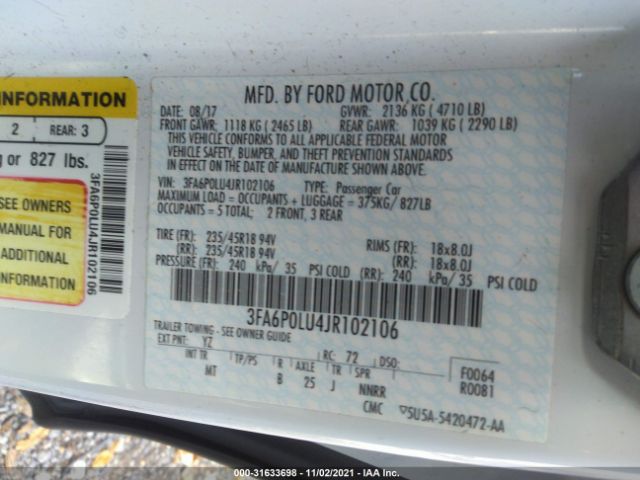 INFORMATION
2 REAR: 3
g or 827 lbs.
SEE OWNERS
MANUAL FOR
ADDITIONAL
INFORMATION
3FA6P0LU4JR102106
MFD. BY FORD MOTOR CO.
DATE: 08/17 GVWR: 2136 KG ( 4710 LB)
FRONT GAWR: 1118 KG ( 2465 LB) REAR GAWR: 1039 KG ( 2290 LB)
THIS VEHICLE CONFORMS TO ALL APPLICABLE FEDERAL MOTOR
VEHICLE SAFETY, BUMPER, AND THEFT PREVENTION STANDARDS
IN EFFECT ON THE DATE OF MANUFACTURE SHOWN ABOVE.
VIN: 3FA6P0LU4JR102106 TYPE: Passenger Car
MAXIMUM LOAD = OCCUPANTS + LUGGAGE = 375KG/ 827LB
OCCUPANTS = 5 TOTAL: 2 FRONT, 3 REAR
TIRE (FR): 235/45R18 94V RIMS (FR): 18x8.0J
(RR): 235/45R18 94V (RR): 18x8.0J
PRESSURE (FR): 240 kPa/ 35 PSI COLD (RR): 240 kPa/ 35 PSI COLD
3FA6P0LU4JR102106
TRAILER TOWING - SEE OWNER GUIDE
EXT PNT: YZ RC: 72 DSO: F0064
INT TR TP/PS B AXLE TR SPR R0081
MT B 25 J NNRR
CMC 5U5A-5420472-AA
000-31633698 - 11/02/2021 - IAA Inc.